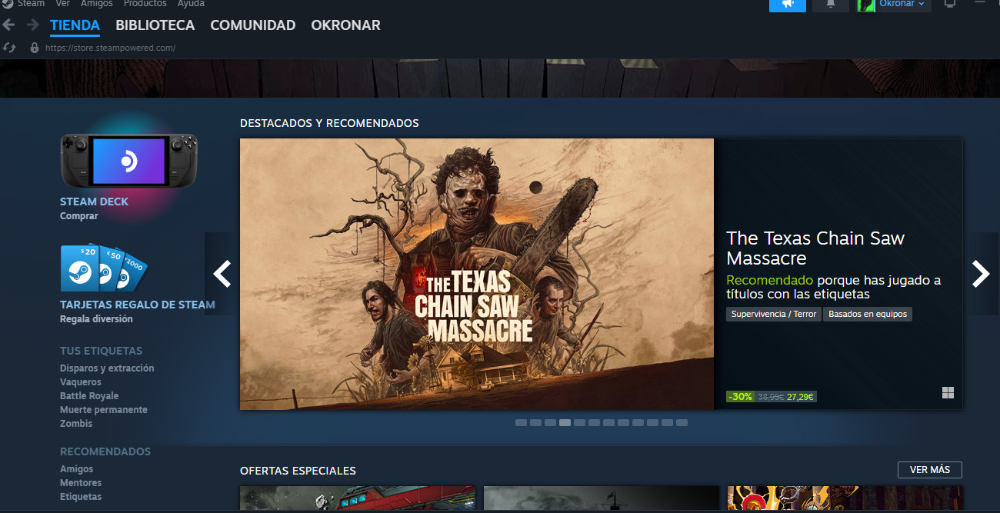 Steam Ver Amigos Productos Ayuda
Okronar
TIENDA BIBLIOTECA COMUNIDAD OKRONAR
https://store.steampowered.com/
STEAM DECK
Comprar
$ 20 € 50 ¥1000
TARJETAS REGALO DE STEAM
Regala diversión
TUS ETIQUETAS
Disparos y extracción
Vaqueros
Battle Royale
Muerte permanente
Zombis
RECOMENDADOS
Amigos
Mentores
Etiquetas
DESTACADOS Y RECOMENDADOS
THE TEXAS
CHAIN SAW
MASSACRE
The Texas Chain Saw
Massacre
Recomendado porque has jugado a
títulos con las etiquetas
Supervivencia / Terror Basados en equipos
-30% 38,99€ 27,29€
OFERTAS ESPECIALES
VER MÁS